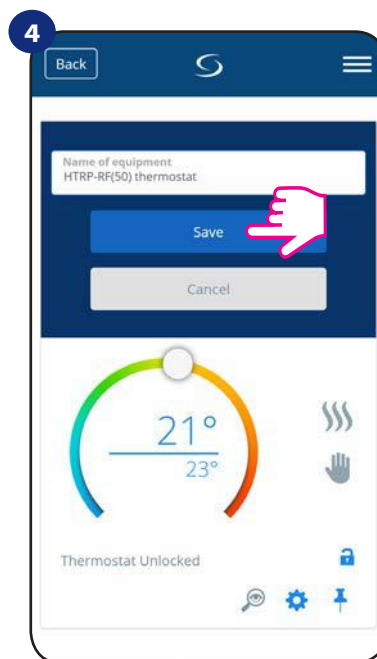 4
Back
Name of equipment
HTRP-RF(50) thermostat
Save
Cancel
21°
23°
Thermostat Unlocked